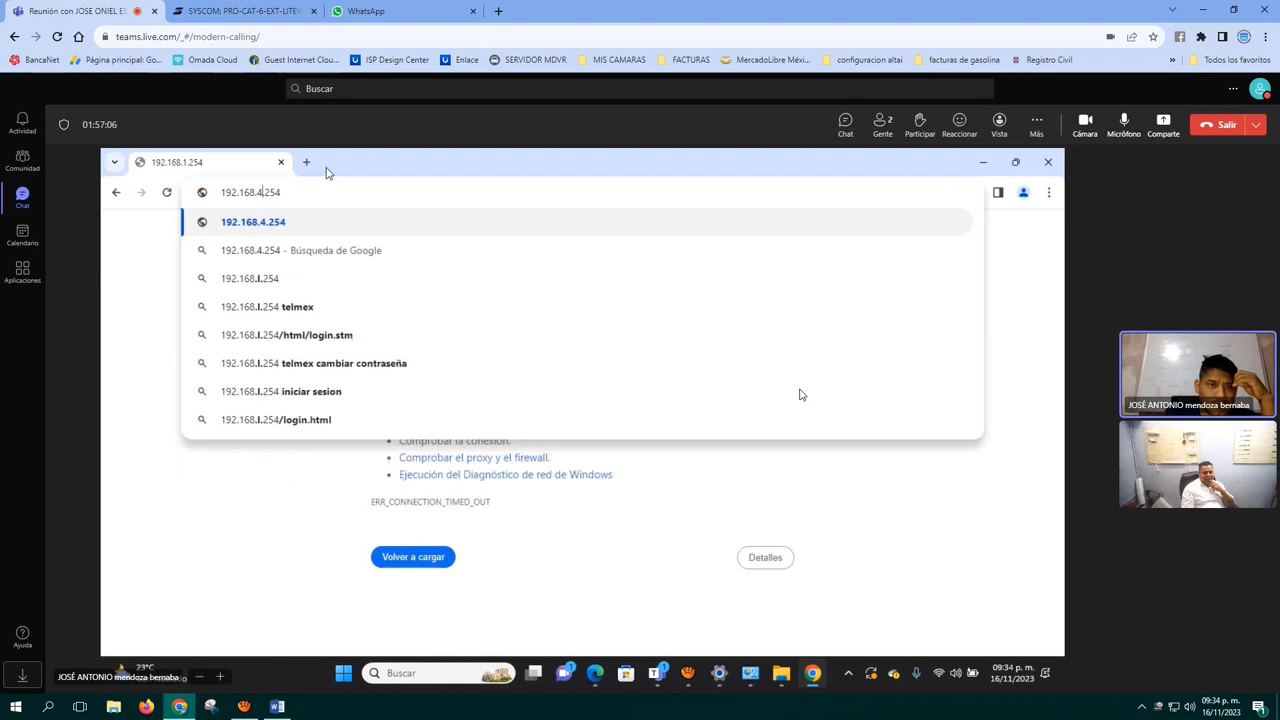 Reunión con JOSE ONIEL ES
SYSCOM: PRO-CAT-6-EXT-LITEV
WhatsApp
teams.live.com/_#/modern-calling/
BancaNet
Página principal: Go...
Omada Cloud
Guest Internet Clou...
ISP Design Center
Enlace
SERVIDOR MDVR
MIS CAMARAS
FACTURAS
MercadoLibre Méxi...
configuracion altai
facturas de gasolina
Registro Civil
»
Todos los favoritos
Buscar
Actividad
Comunidad
Chat
Calendario
Aplicaciones
Ayuda
01:57:06
Chat
Gente
2
Participar
Reaccionar
Vista
Más
Cámara
Micrófono
Comparte
Salir
192.168.1.254
192.168.4.254
192.168.4.254
192.168.4.254 - Búsqueda de Google
192.168.l.254
192.168.l.254 telmex
192.168.l.254/html/login.stm
192.168.l.254 telmex cambiar contraseña
192.168.l.254 iniciar sesion
192.168.l.254/login.html
Comprobar la conexión.
Comprobar el proxy y el firewall.
Ejecución del Diagnóstico de red de Windows
ERR_CONNECTION_TIMED_OUT
Volver a cargar
Detalles
JOSÉ ANTONIO mendoza bernaba
23°C
JOSÉ ANTONIO mendoza bernaba
Buscar
09:34 p. m.
16/11/2023
09:34 p. m.
16/11/2023